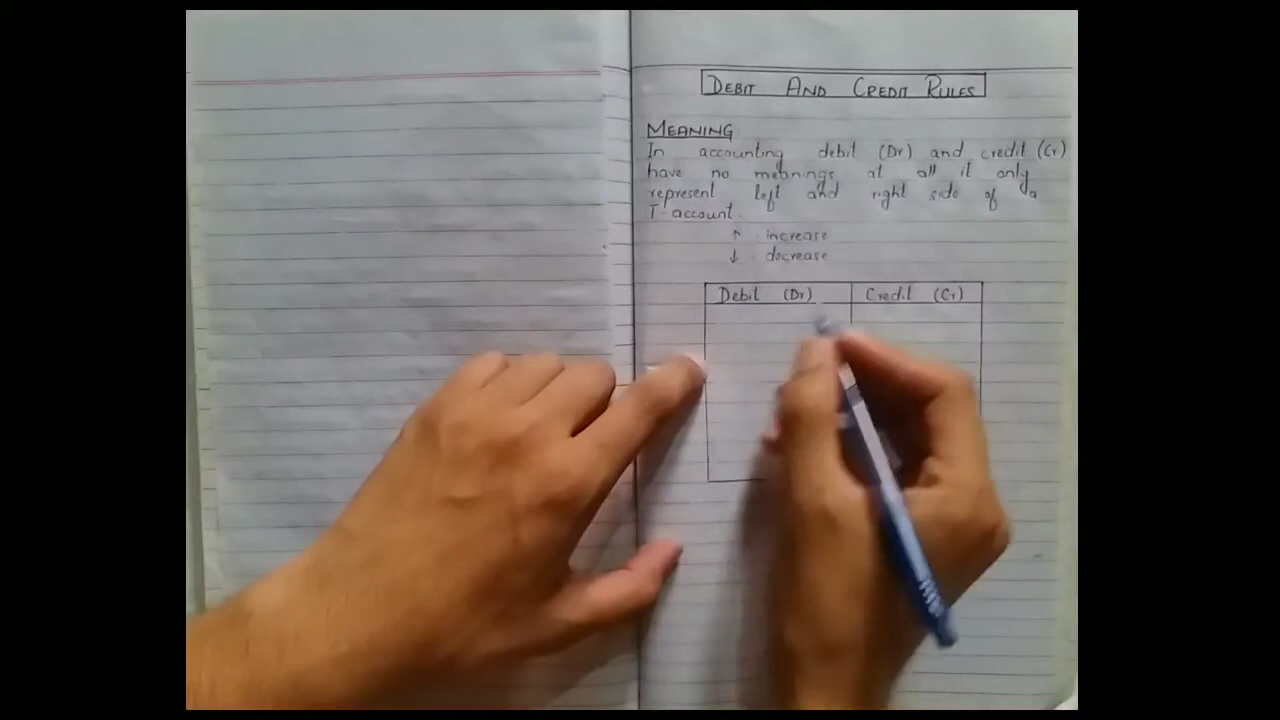 DEBIT AND CREDIT RULES
MEANING
In accounting debit (Dr) and credit (Cr)
have no meanings at all it only
represent left and right side of a
T-account.
↑ . increase
↓ . decrease
Debit (Dr) Credit (Cr)